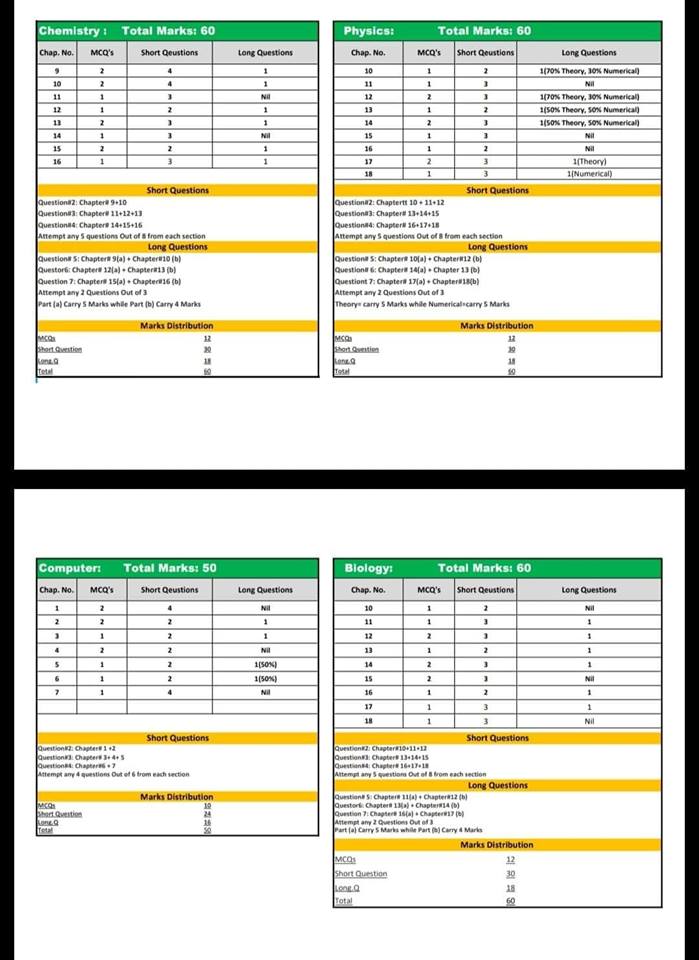 Chemistry : Total Marks: 60
Chap. No. MCQ's Short Qeustions Long Questions
9 2 4 1
10 2 4 1
11 1 3 Nil
12 1 2 1
13 2 3 1
14 1 3 Nil
15 2 2 1
16 1 3 1
Short Questions
Question#2: Chapter# 9+10
Question#3: Chapter# 11+12+13
Question#4: Chapter# 14+15+16
Attempt any 5 questions Out of 8 from each section
Long Questions
Question# 5: Chapter# 9(a) + Chapter#10 (b)
Questor6: Chapter# 12(a) + Chapter#13 (b)
Question 7: Chapter# 15(a) + Chapter#16 (b)
Attempt any 2 Questions Out of 3
Part (a) Carry 5 Marks while Part (b) Carry 4 Marks
Marks Distribution
MCQs 12
Short Question 30
Long.Q 18
Total 60
Physics: Total Marks: 60
Chap. No. MCQ's Short Qeustions Long Questions
10 1 2 1(70% Theory, 30% Numerical)
11 1 3 Nil
12 2 3 1(70% Theory, 30% Numerical)
13 1 2 1(50% Theory, 50% Numerical)
14 2 3 1(50% Theory, 50% Numerical)
15 1 3 Nil
16 1 2 Nil
17 2 3 1(Theory)
18 1 3 1(Numerical)
Short Questions
Question#2: Chaptertt 10 + 11+12
Question#3: Chapter# 13+14+15
Question#4: Chapter# 16+17+18
Attempt any 5 questions Out of 8 from each section
Long Questions
Question# 5: Chapter# 10(a) + Chapter#12 (b)
Question# 6: Chapter# 14(a) + Chapter 13 (b)
Questiont 7: Chapter# 17(a) + Chapter#18(b)
Attempt any 2 Questions Out of 3
Theory= carry 5 Marks while Numerical=carry 5 Marks
Marks Distribution
MCQs 12
Short Question 30
Long.Q 18
Total 60
Computer: Total Marks: 50
Chap. No. MCQ's Short Qeustions Long Questions
1 2 4 Nil
2 2 2 1
3 1 2 1
4 2 2 Nil
5 1 2 1(50%)
6 1 2 1(50%)
7 1 4 Nil
Short Questions
Question#2: Chapter# 1 +2
Question#3: Chapter# 3+ 4+ 5
Question#4: Chapter#6 + 7
Attempt any 4 questions Out of 6 from each section
Marks Distribution
MCQs 10
Short Question 24
Long.Q 16
Total 50
Biology: Total Marks: 60
Chap. No. MCQ's Short Qeustions Long Questions
10 1 2 Nil
11 1 3 1
12 2 3 1
13 1 2 1
14 2 3 1
15 2 3 Nil
16 1 2 1
17 1 3 1
18 1 3 Nil
Short Questions
Question#2: Chapter#10+11+12
Question#3: Chapter# 13+14+15
Question#4: Chapter# 16+17+18
Attempt any 5 questions Out of 8 from each section
Long Questions
Question# 5: Chapter# 11(a) + Chapter#12 (b)
Questor6: Chapter# 13(a) + Chapter#14 (b)
Question 7: Chapter# 16(a) + Chapter#17 (b)
Attempt any 2 Questions Out of 3
Part (a) Carry 5 Marks while Part (b) Carry 4 Marks
Marks Distribution
MCQs 12
Short Question 30
Long.Q 18
Total 60